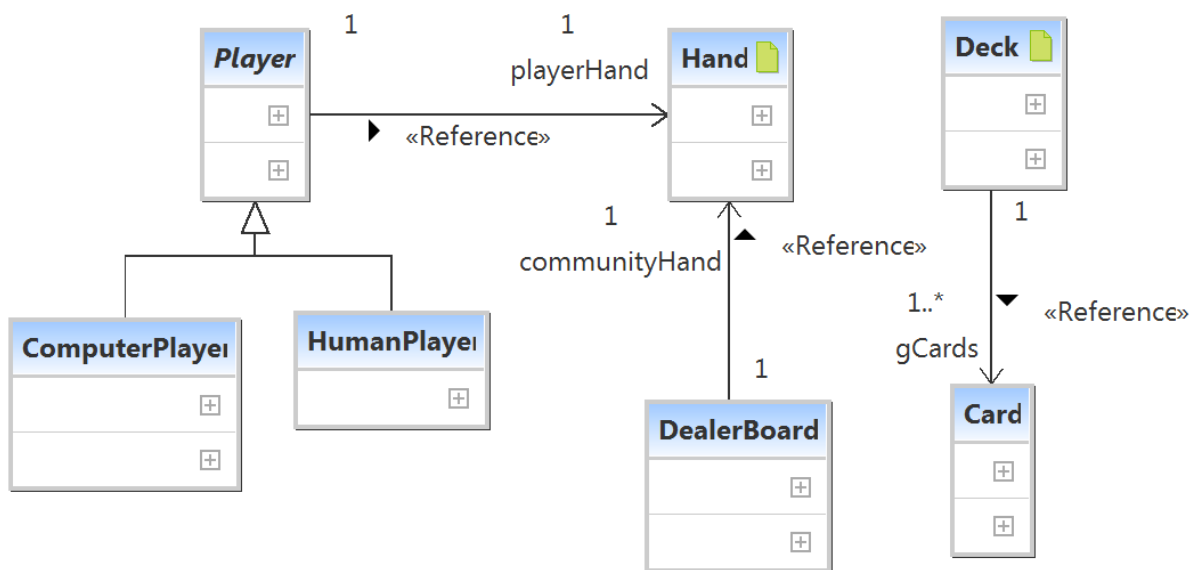 1
1
Player
Hand
Deck
playerHand
«Reference»
1
1
communityHand
«Reference»
1..*
«Reference»
gCards
ComputerPlayer
HumanPlayer
1
DealerBoard
Card